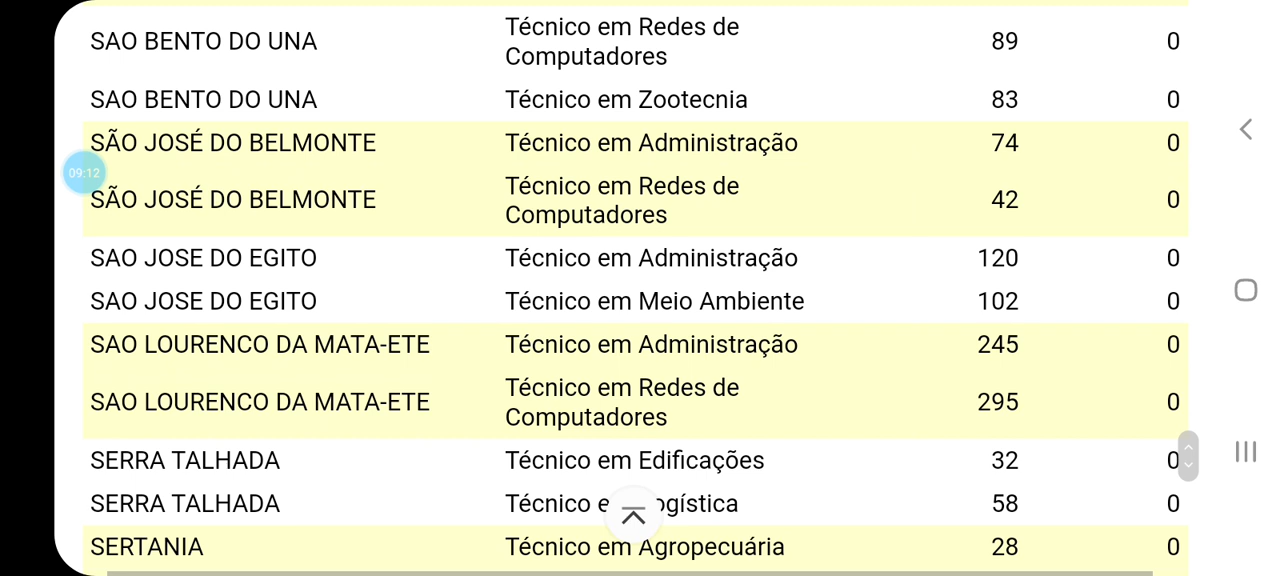 SAO BENTO DO UNA Técnico em Redes de Computadores 89 0
SAO BENTO DO UNA Técnico em Zootecnia 83 0
SÃO JOSÉ DO BELMONTE Técnico em Administração 74 0
09:12
SÃO JOSÉ DO BELMONTE Técnico em Redes de Computadores 42 0
SAO JOSE DO EGITO Técnico em Administração 120 0
SAO JOSE DO EGITO Técnico em Meio Ambiente 102 0
SAO LOURENCO DA MATA-ETE Técnico em Administração 245 0
SAO LOURENCO DA MATA-ETE Técnico em Redes de Computadores 295 0
SERRA TALHADA Técnico em Edificações 32 0
SERRA TALHADA Técnico 58 0
SERTANIA Técnico em Agropecuária 28 0